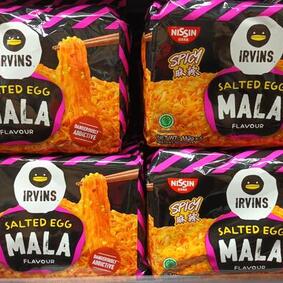 IRVINS
SALTED EGG
MALA
FLAVOUR
DANGEROUSLY
ADDICTIVE
NISSIN
SPICY
麻辣
IRVINS
SALTED EGG
MALA
FLAVOUR
IRVINS
SALTED EGG
MALA
FLAVOUR
DANGEROUSLY
ADDICTIVE
NISSIN
SPICY
麻辣
IRVINS
SALTED EGG
MALA
FLAVOUR